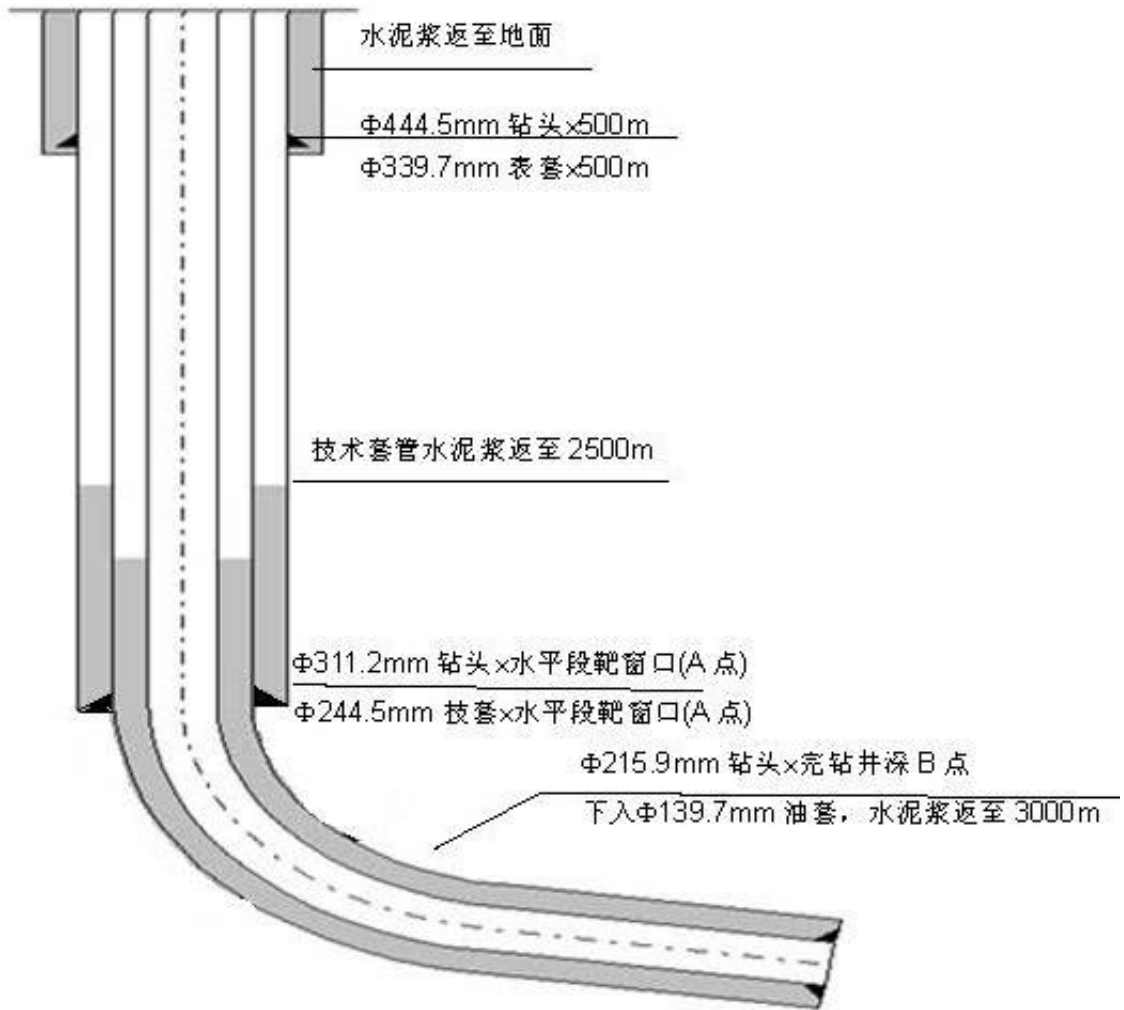 水泥浆返至地面
Φ444.5mm 钻头×500m
Φ339.7mm 表套×500m
技术套管水泥浆返至 2500m
Φ311.2mm 钻头×水平段靶窗口(A 点)
Φ244.5mm 技套×水平段靶窗口(A 点)
Φ215.9mm 钻头×完钻井深 B 点
下入Φ139.7mm 油套，水泥浆返至 3000m